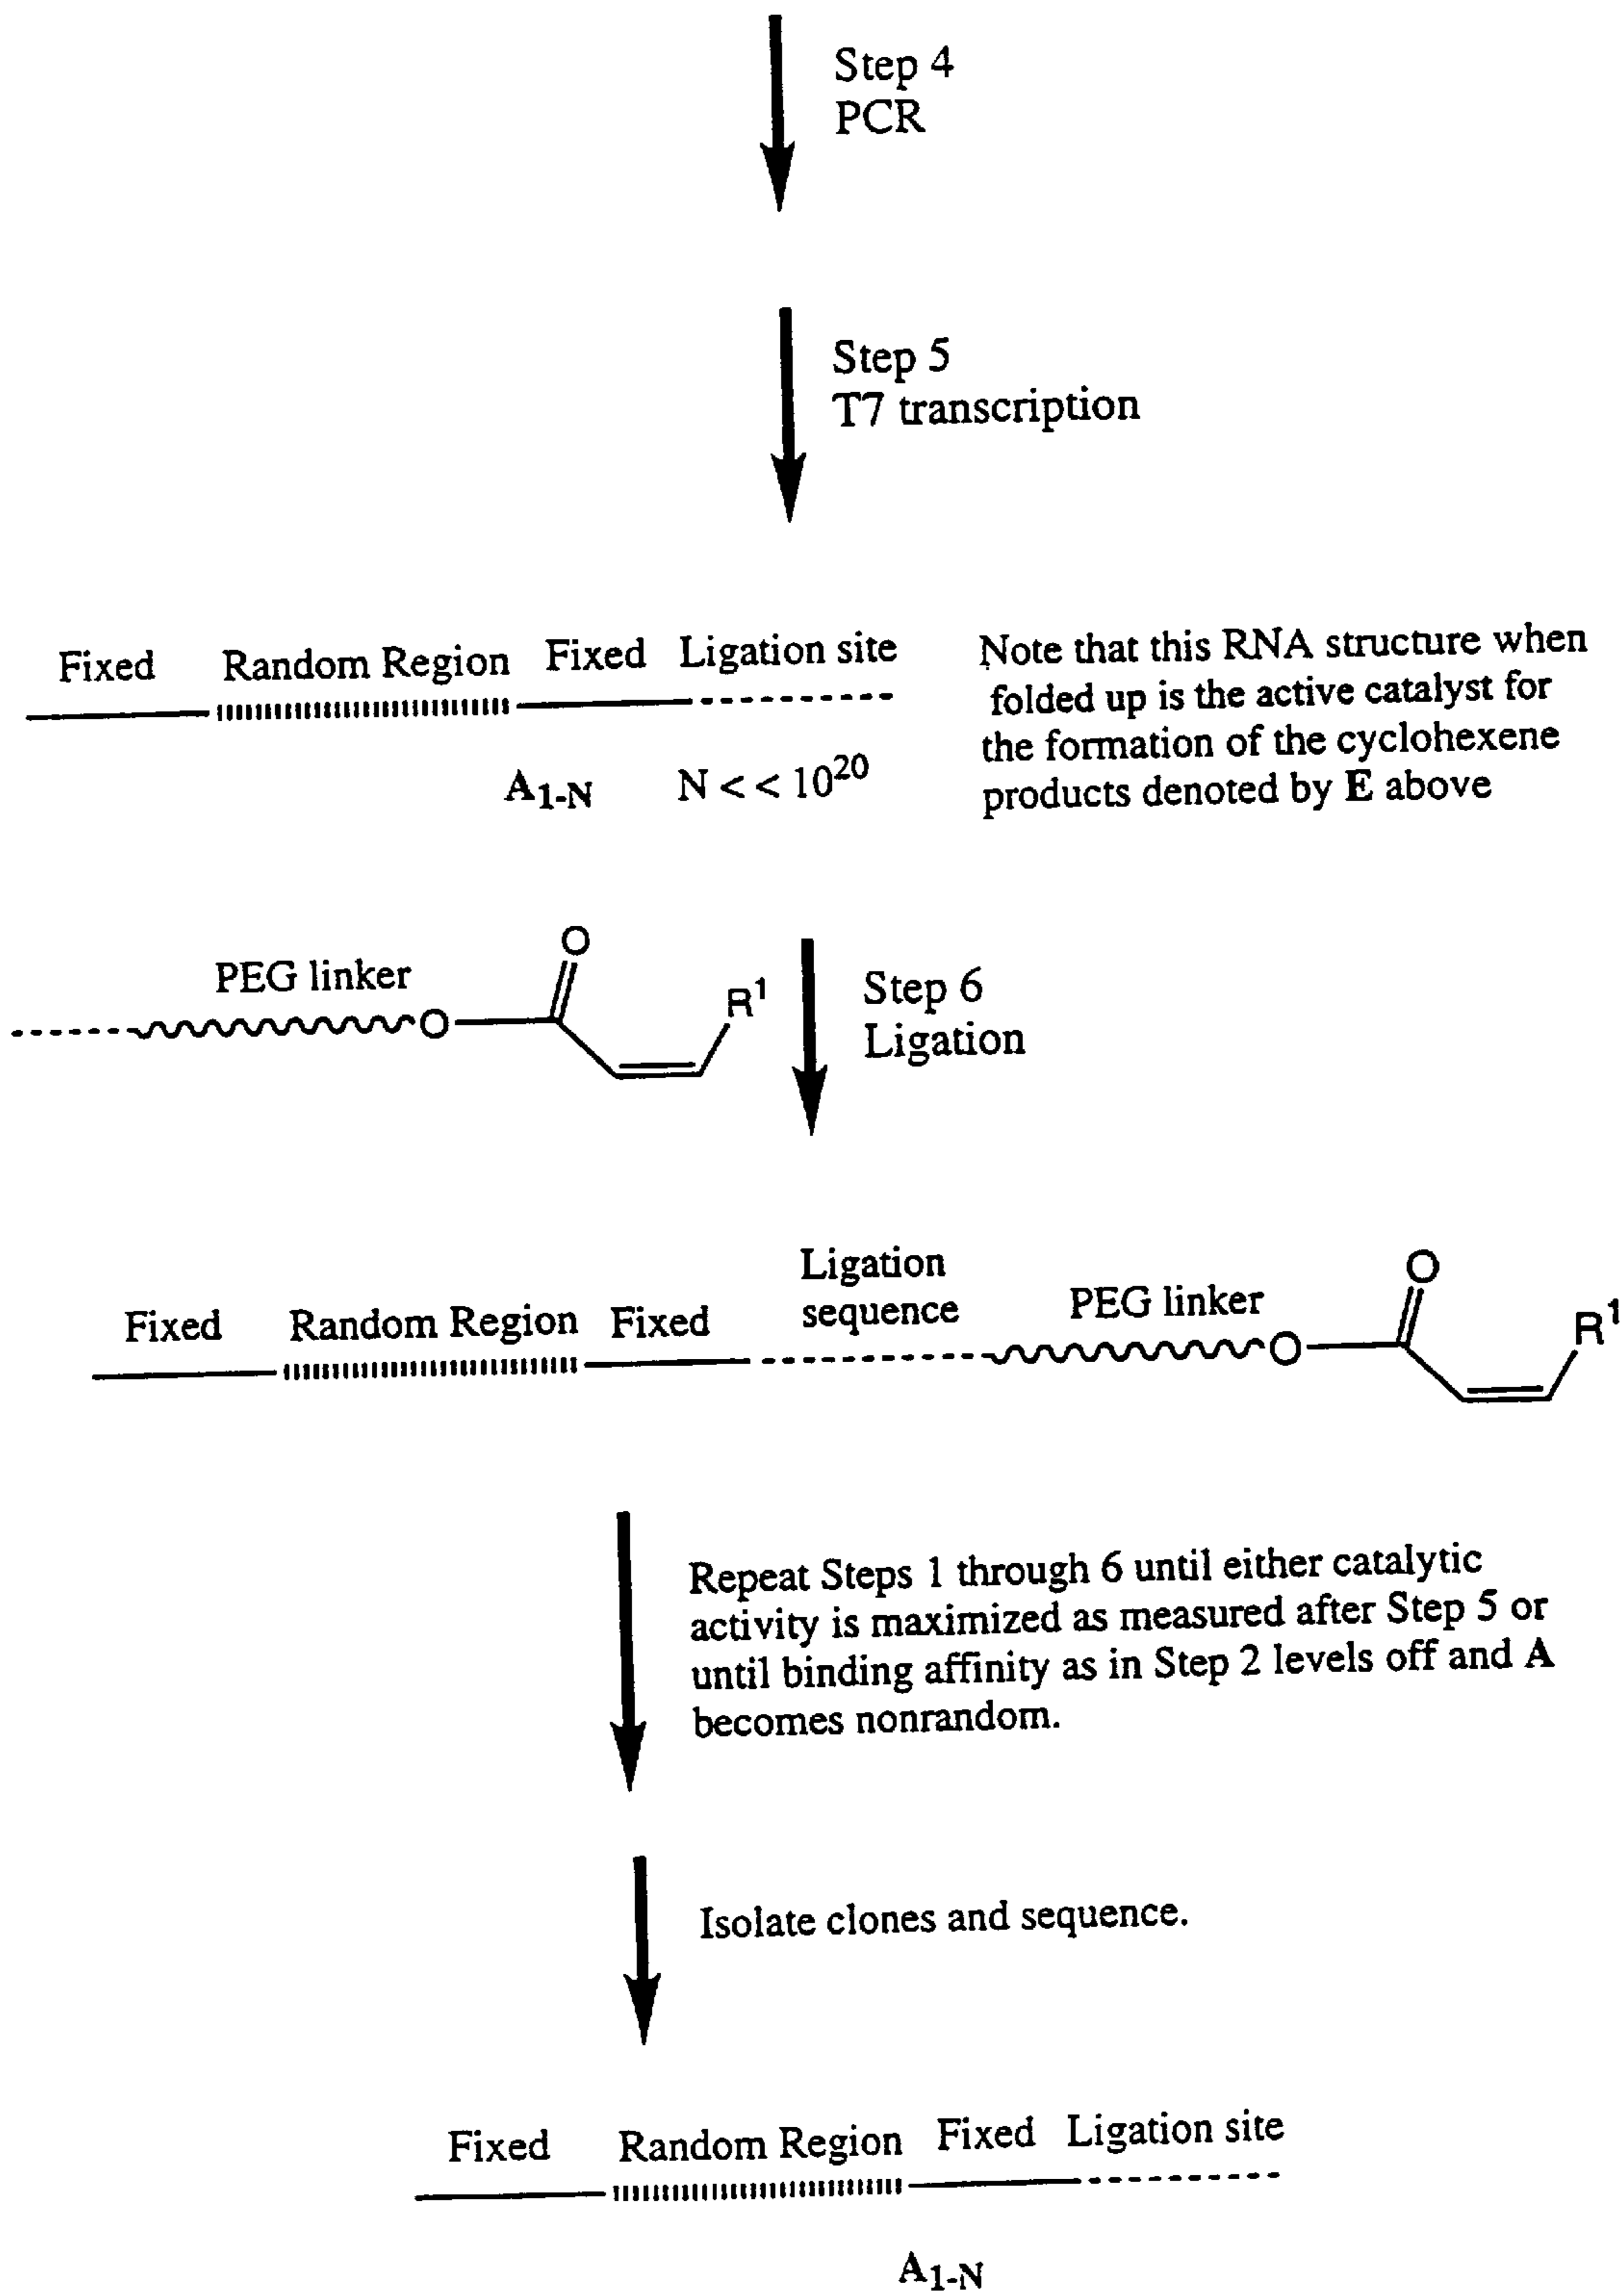 Step 4
PCR
Step 5
T7 transcription
Fixed Random Region Fixed Ligation site
A1-N N < < 10^20
Note that this RNA structure when
folded up is the active catalyst for
the formation of the cyclohexene
products denoted by E above
PEG linker
O
O
R1
Step 6
Ligation
Fixed Random Region Fixed
Ligation
sequence
PEG linker
O
O
R1
Repeat Steps 1 through 6 until either catalytic
activity is maximized as measured after Step 5 or
until binding affinity as in Step 2 levels off and A
becomes nonrandom.
Isolate clones and sequence.
Fixed Random Region Fixed Ligation site
A1-N